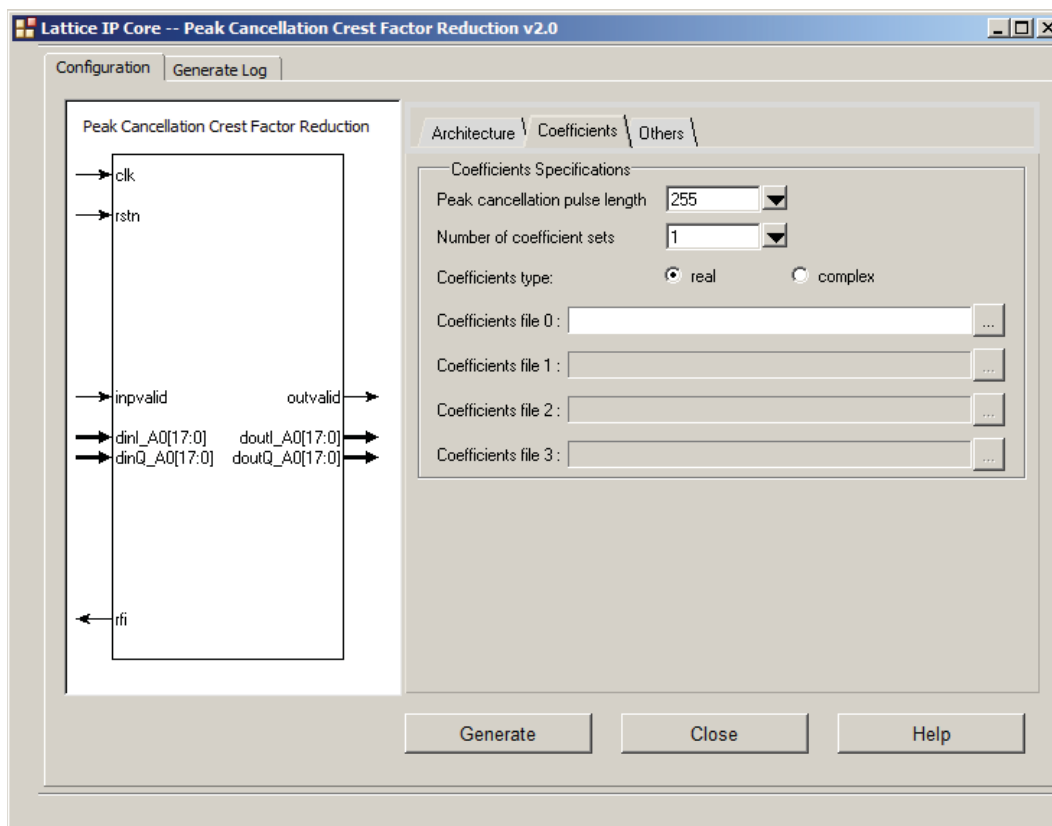 Lattice IP Core -- Peak Cancellation Crest Factor Reduction v2.0
Configuration Generate Log
Peak Cancellation Crest Factor Reduction
clk
rstn
inpvalid outvalid
dinI_A0[17:0] doutI_A0[17:0]
dinQ_A0[17:0] doutQ_A0[17:0]
rfi
Architecture Coefficients Others
Coefficients Specifications
Peak cancellation pulse length 255
Number of coefficient sets 1
Coefficients type: real complex
Coefficients file 0 : ...
Coefficients file 1 : ...
Coefficients file 2 : ...
Coefficients file 3 : ...
Generate Close Help